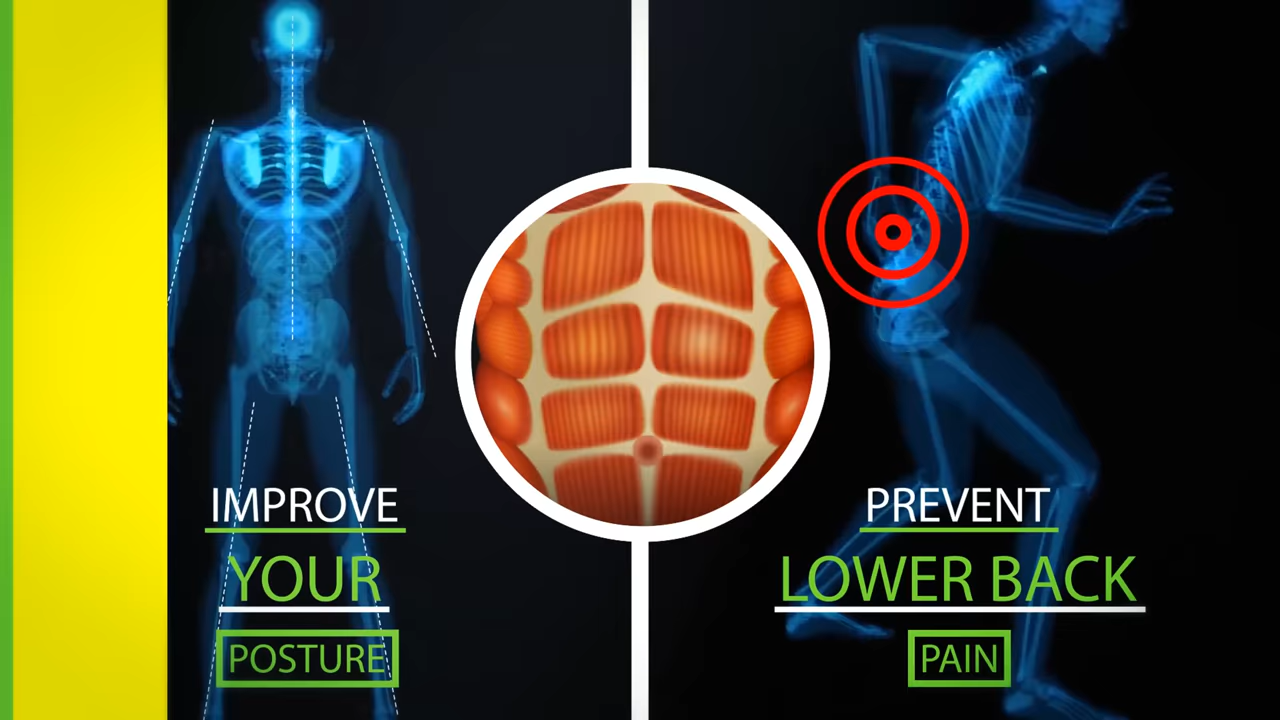 IMPROVE
YOUR
POSTURE
PREVENT
LOWER BACK
PAIN